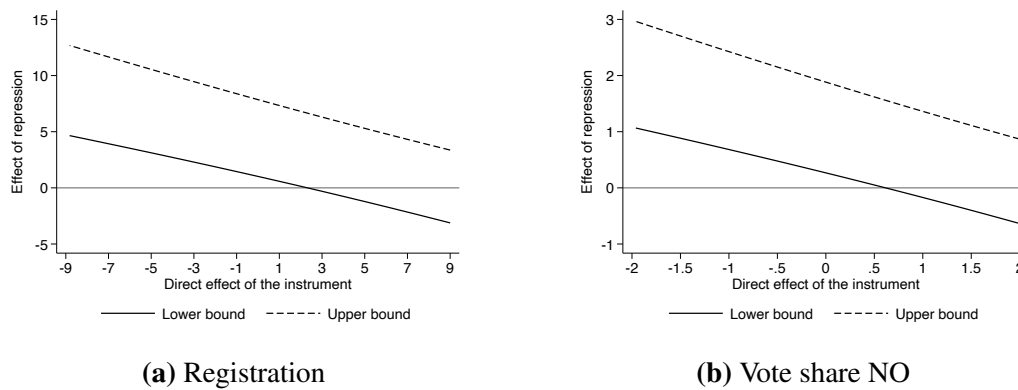 15
10
5
0
-5
Effect of repression
-9 -7 -5 -3 -1 1 3 5 7 9
Direct effect of the instrument
Lower bound Upper bound
(a) Registration
3
2
1
0
-1
Effect of repression
-2 -1.5 -1 -.5 0 .5 1 1.5 2
Direct effect of the instrument
Lower bound Upper bound
(b) Vote share NO